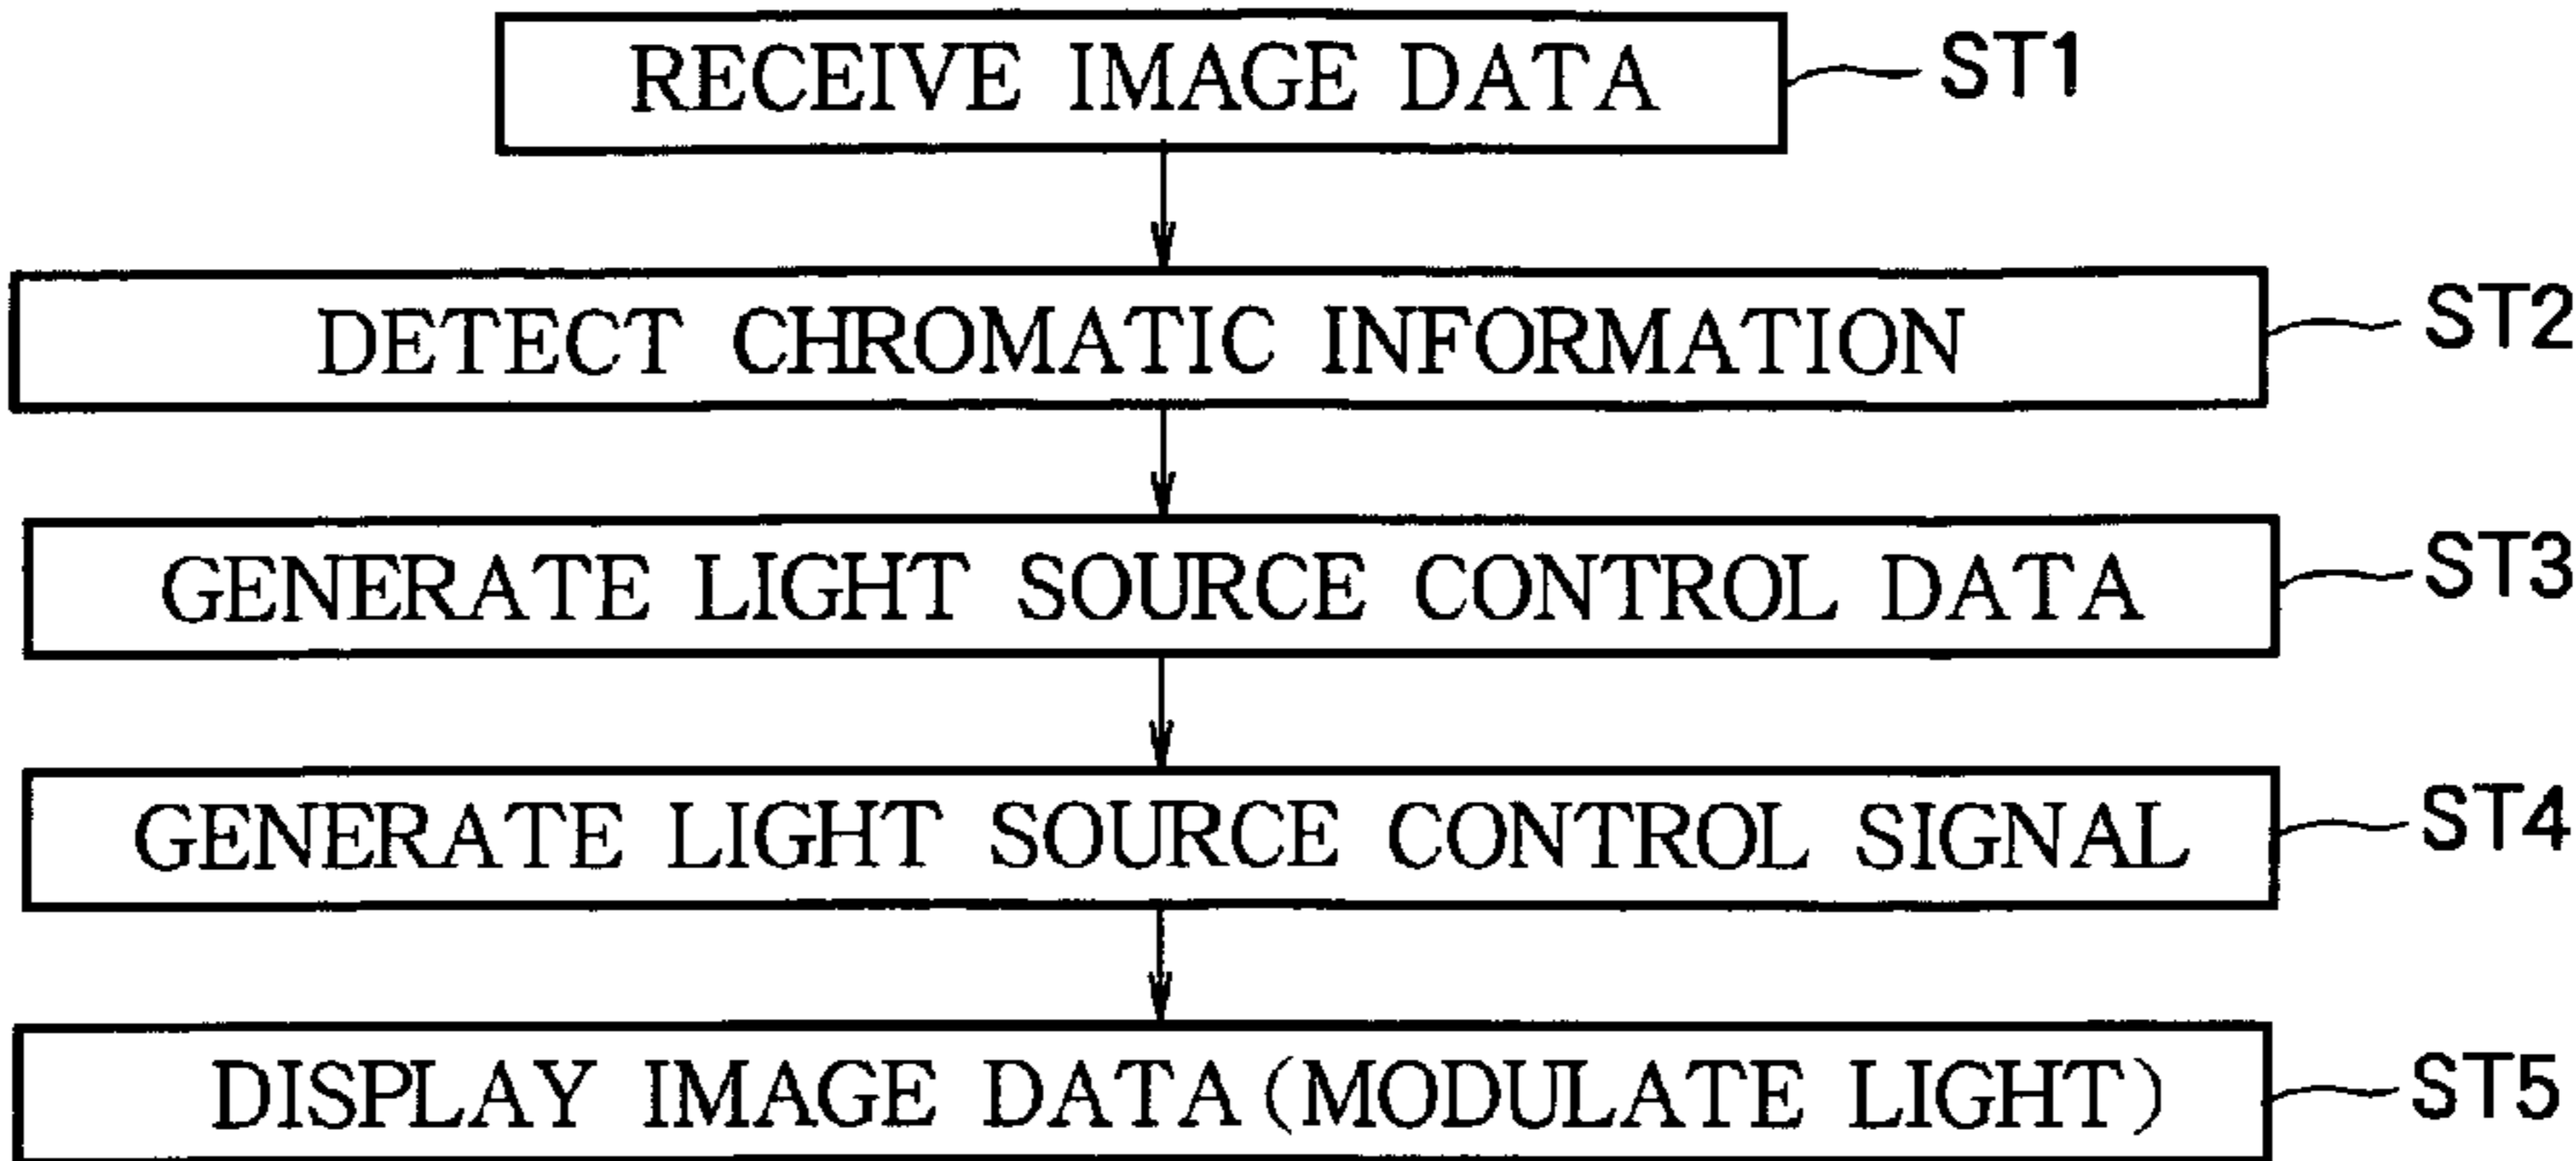 RECEIVE IMAGE DATA ST1
DETECT CHROMATIC INFORMATION ST2
GENERATE LIGHT SOURCE CONTROL DATA ST3
GENERATE LIGHT SOURCE CONTROL SIGNAL ST4
DISPLAY IMAGE DATA(MODULATE LIGHT) ST5